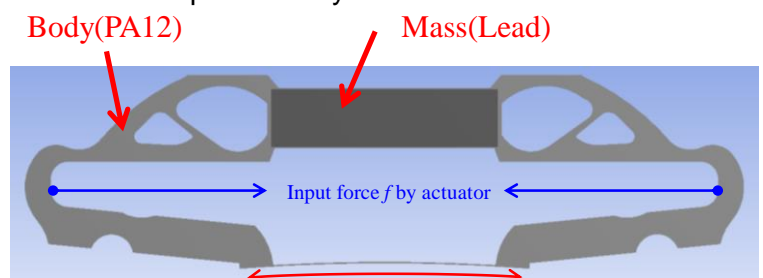 Body(PA12)
Mass(Lead)
Input force f by actuator